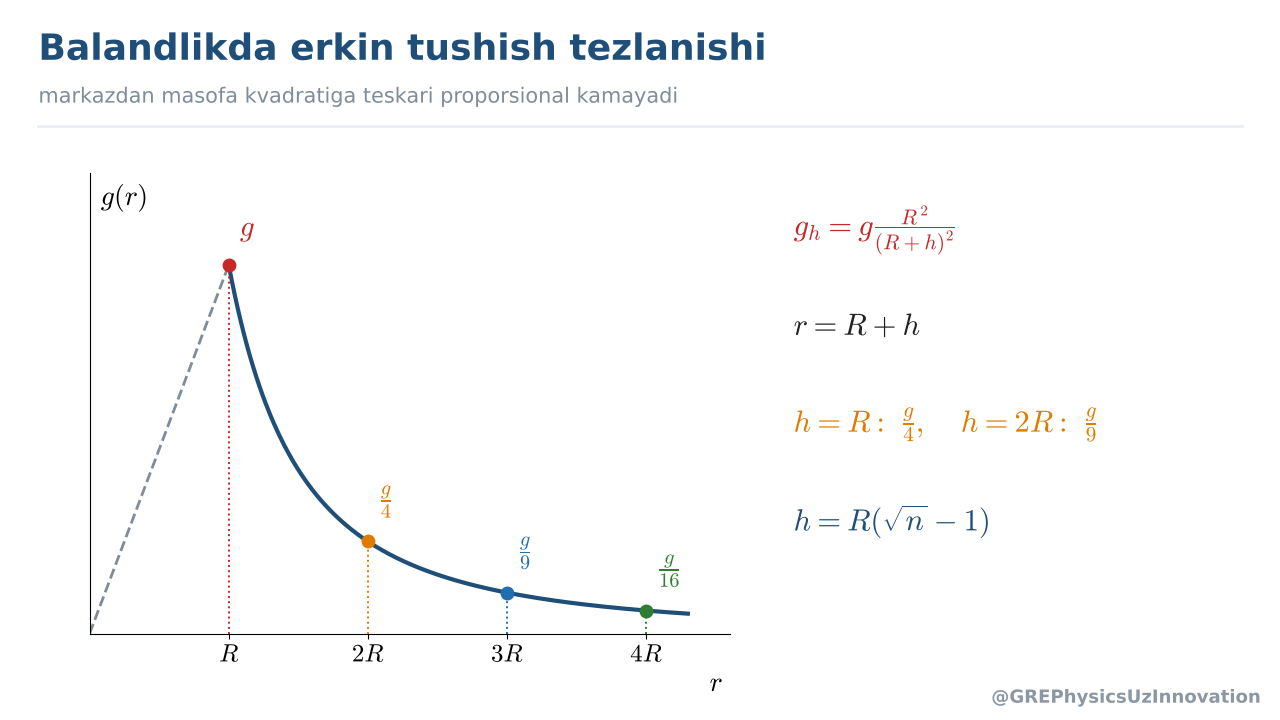 Balandlikda erkin tushish tezlanishi
markazdan masofa kvadratiga teskari proporsional kamayadi
g(r)
g
g/4
g/9
g/16
R 2R 3R 4R
r
g_h = g R²/(R + h)²
r = R + h
h = R : g/4, h = 2R : g/9
h = R(√n − 1)
@GREPhysicsUzInnovation